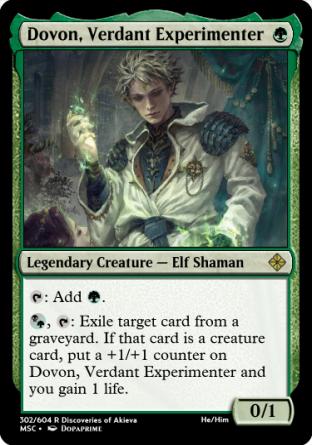 Dovon, Verdant Experimenter
Legendary Creature — Elf Shaman
: Add .
, : Exile target card from a
graveyard. If that card is a creature
card, put a +1/+1 counter on
Dovon, Verdant Experimenter and
you gain 1 life.
0/1
302/604 R Discoveries of Akieva He/Him
MSC • DOPAPRIME